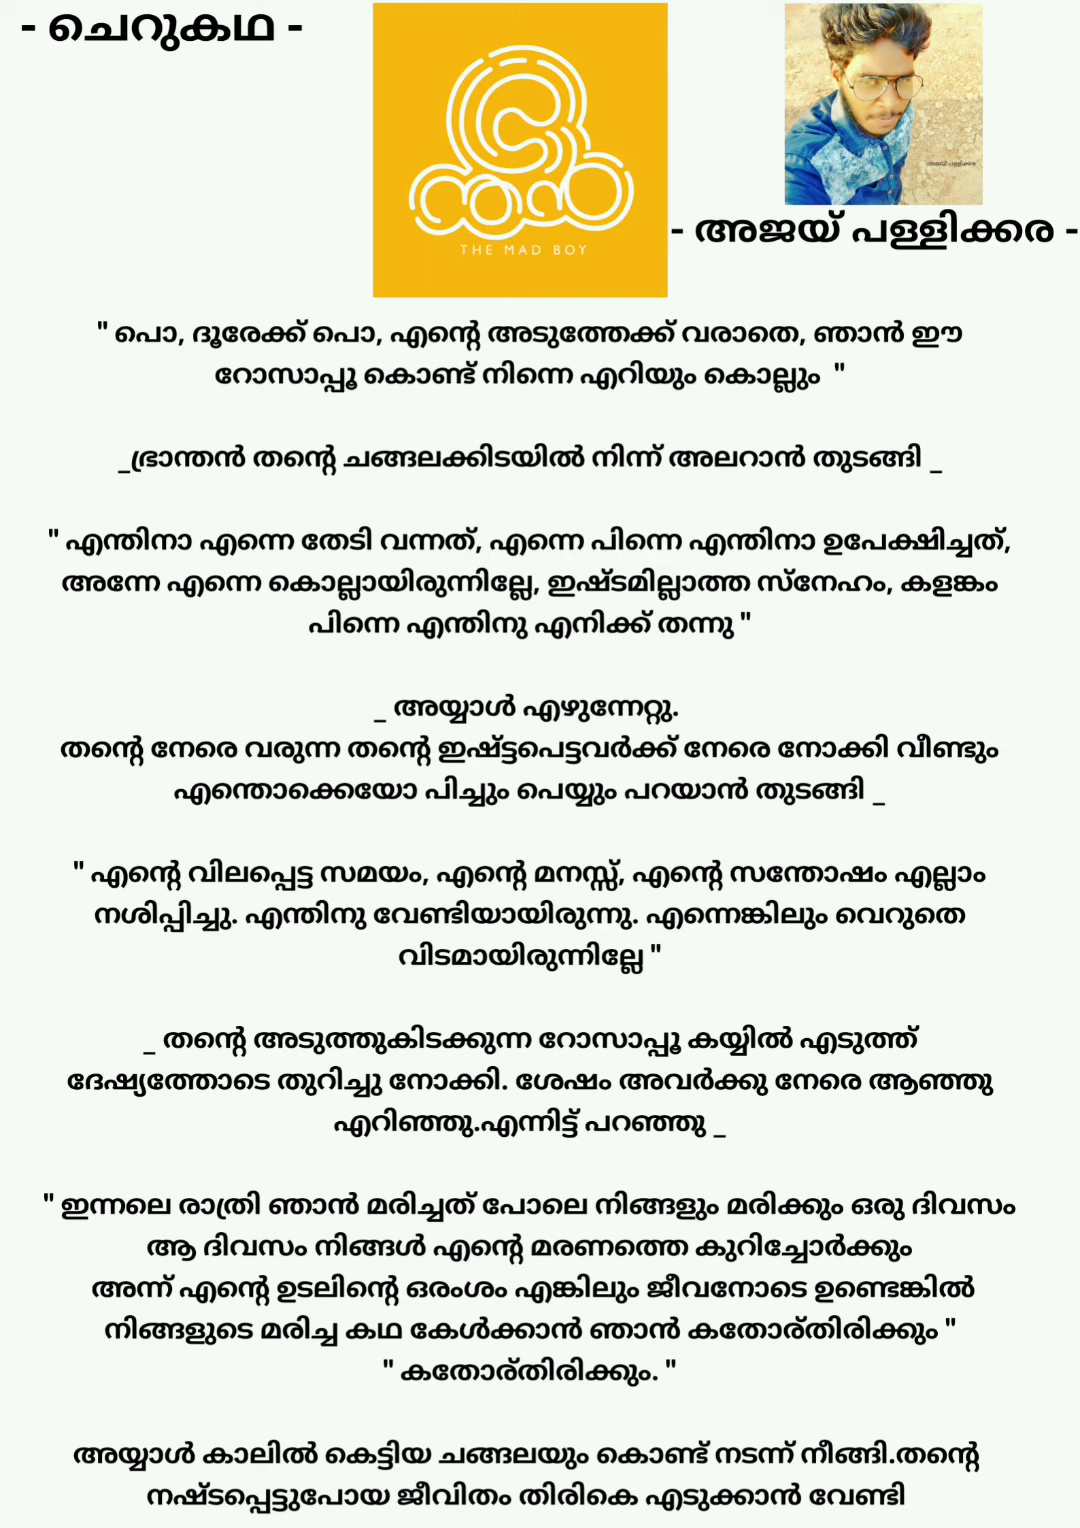 - ചെറുകഥ -
ഭ്രാന്തൻ
THE MAD BOY
- അജയ് പള്ളിക്കര -
" പൊ, ദൂരേക്ക് പൊ, എന്റെ അടുത്തേക്ക് വരാതെ, ഞാൻ ഈ
റോസാപ്പൂ കൊണ്ട് നിന്നെ എറിയും കൊല്ലും "
_ഭ്രാന്തൻ തന്റെ ചങ്ങലക്കിടയിൽ നിന്ന് അലറാൻ തുടങ്ങി _
" എന്തിനാ എന്നെ തേടി വന്നത്, എന്നെ പിന്നെ എന്തിനാ ഉപേക്ഷിച്ചത്,
അന്നേ എന്നെ കൊല്ലായിരുന്നില്ലേ, ഇഷ്ടമില്ലാത്ത സ്നേഹം, കളങ്കം
പിന്നെ എന്തിനു എനിക്ക് തന്നു "
_ അയ്യാൾ എഴുന്നേറ്റു.
തന്റെ നേരെ വരുന്ന തന്റെ ഇഷ്ട്ടപെട്ടവർക്ക് നേരെ നോക്കി വീണ്ടും
എന്തൊക്കെയോ പിച്ചും പെയ്യും പറയാൻ തുടങ്ങി _
" എന്റെ വിലപ്പെട്ട സമയം, എന്റെ മനസ്സ്, എന്റെ സന്തോഷം എല്ലാം
നശിപ്പിച്ചു. എന്തിനു വേണ്ടിയായിരുന്നു. എന്നെങ്കിലും വെറുതെ
വിടമായിരുന്നില്ലേ "
_ തന്റെ അടുത്തുകിടക്കുന്ന റോസാപ്പൂ കയ്യിൽ എടുത്ത്
ദേഷ്യത്തോടെ തുറിച്ചു നോക്കി. ശേഷം അവർക്കു നേരെ ആഞ്ഞു
എറിഞ്ഞു.എന്നിട്ട് പറഞ്ഞു _
" ഇന്നലെ രാത്രി ഞാൻ മരിച്ചത് പോലെ നിങ്ങളും മരിക്കും ഒരു ദിവസം
ആ ദിവസം നിങ്ങൾ എന്റെ മരണത്തെ കുറിച്ചോർക്കും
അന്ന് എന്റെ ഉടലിന്റെ ഒരംശം എങ്കിലും ജീവനോടെ ഉണ്ടെങ്കിൽ
നിങ്ങളുടെ മരിച്ച കഥ കേൾക്കാൻ ഞാൻ കതോര്തിരിക്കും "
" കതോര്തിരിക്കും. "
അയ്യാൾ കാലിൽ കെട്ടിയ ചങ്ങലയും കൊണ്ട് നടന്ന് നീങ്ങി.തന്റെ
നഷ്ടപ്പെട്ടുപോയ ജീവിതം തിരികെ എടുക്കാൻ വേണ്ടി